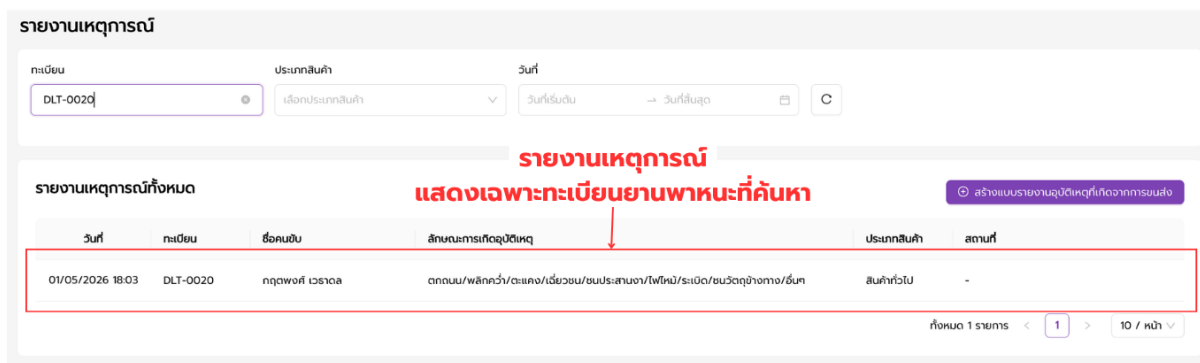 รายงานเหตุการณ์
ทะเบียน ประเภทสินค้า วันที่
DLT-0020 เลือกประเภทสินค้า วันที่เริ่มต้น → วันที่สิ้นสุด
รายงานเหตุการณ์
แสดงเฉพาะทะเบียนยานพาหนะที่ค้นหา
รายงานเหตุการณ์ทั้งหมด สร้างแบบรายงานอุบัติเหตุที่เกิดจากการขนส่ง
วันที่ ทะเบียน ชื่อคนขับ ลักษณะการเกิดอุบัติเหตุ ประเภทสินค้า สถานที่
01/05/2026 18:03 DLT-0020 กฤตพงศ์ เวธาดล ตกถนน/พลิกคว่ำ/ตะแคง/เฉี่ยวชน/ชนประสานงา/ไฟไหม้/ระเบิด/ชนวัตถุข้างทาง/อื่นๆ สินค้าทั่วไป -
ทั้งหมด 1 รายการ < 1 > 10 / หน้า